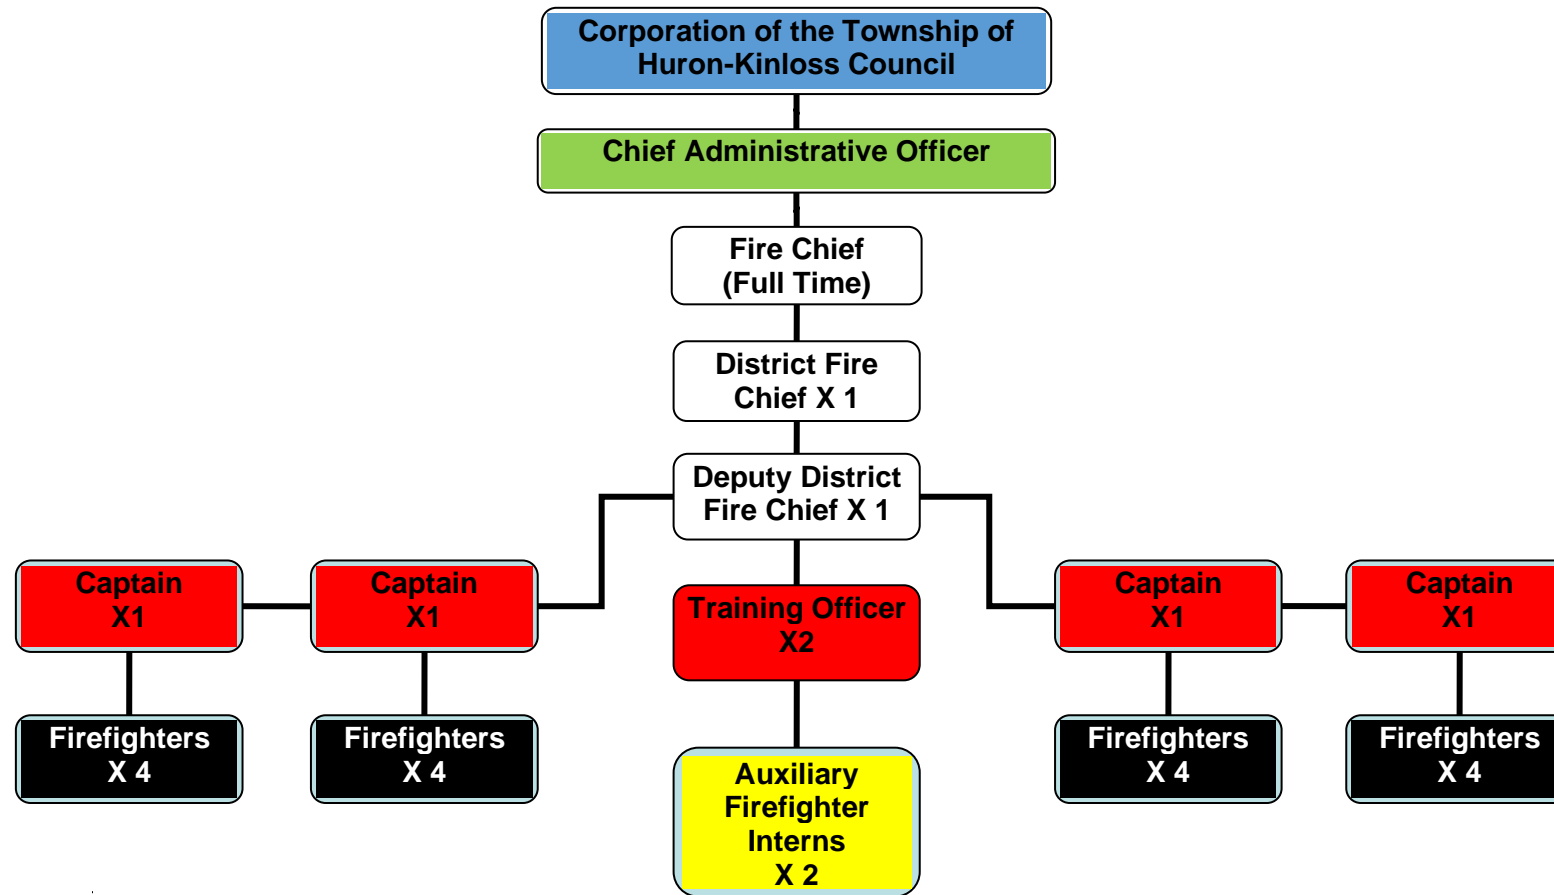 Corporation of the Township of
Huron-Kinloss Council
Chief Administrative Officer
Fire Chief
(Full Time)
District Fire
Chief X 1
Deputy District
Fire Chief X 1
Captain
X1
Captain
X1
Training Officer
X2
Captain
X1
Captain
X1
Firefighters
X 4
Firefighters
X 4
Auxiliary
Firefighter
Interns
X 2
Firefighters
X 4
Firefighters
X 4